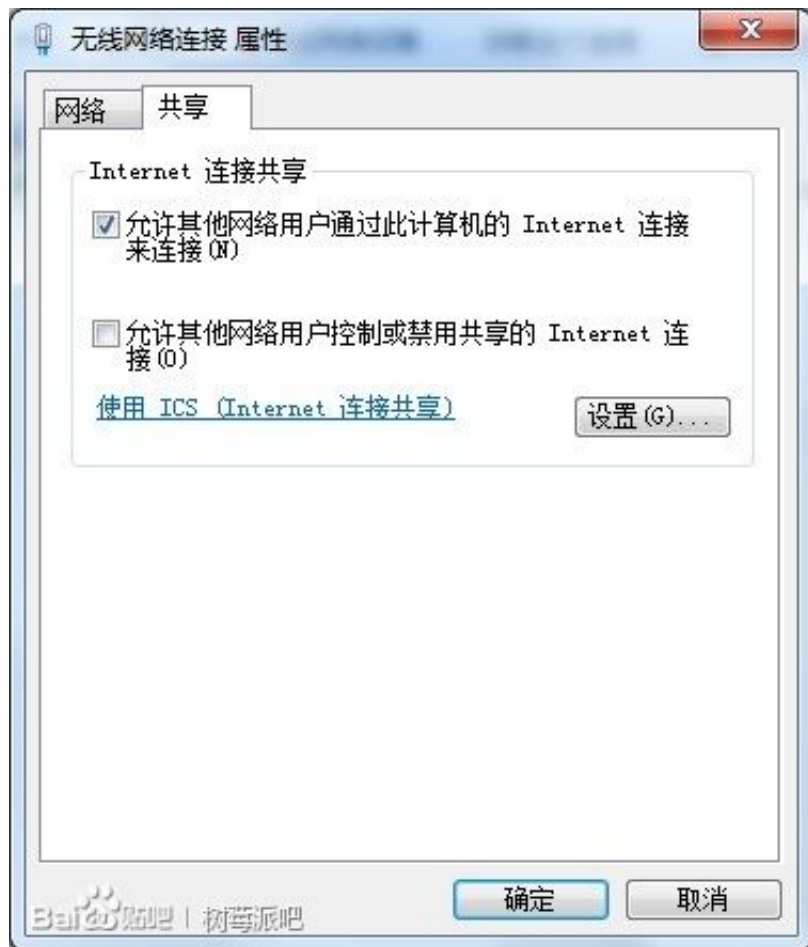 无线网络连接 属性
网络
共享
Internet 连接共享
允许其他网络用户通过此计算机的 Internet 连接
来连接(N)
允许其他网络用户控制或禁用共享的 Internet 连
接(O)
使用 ICS (Internet 连接共享)
设置(G)...
确定
取消
Bai贴吧 | 树莓派吧